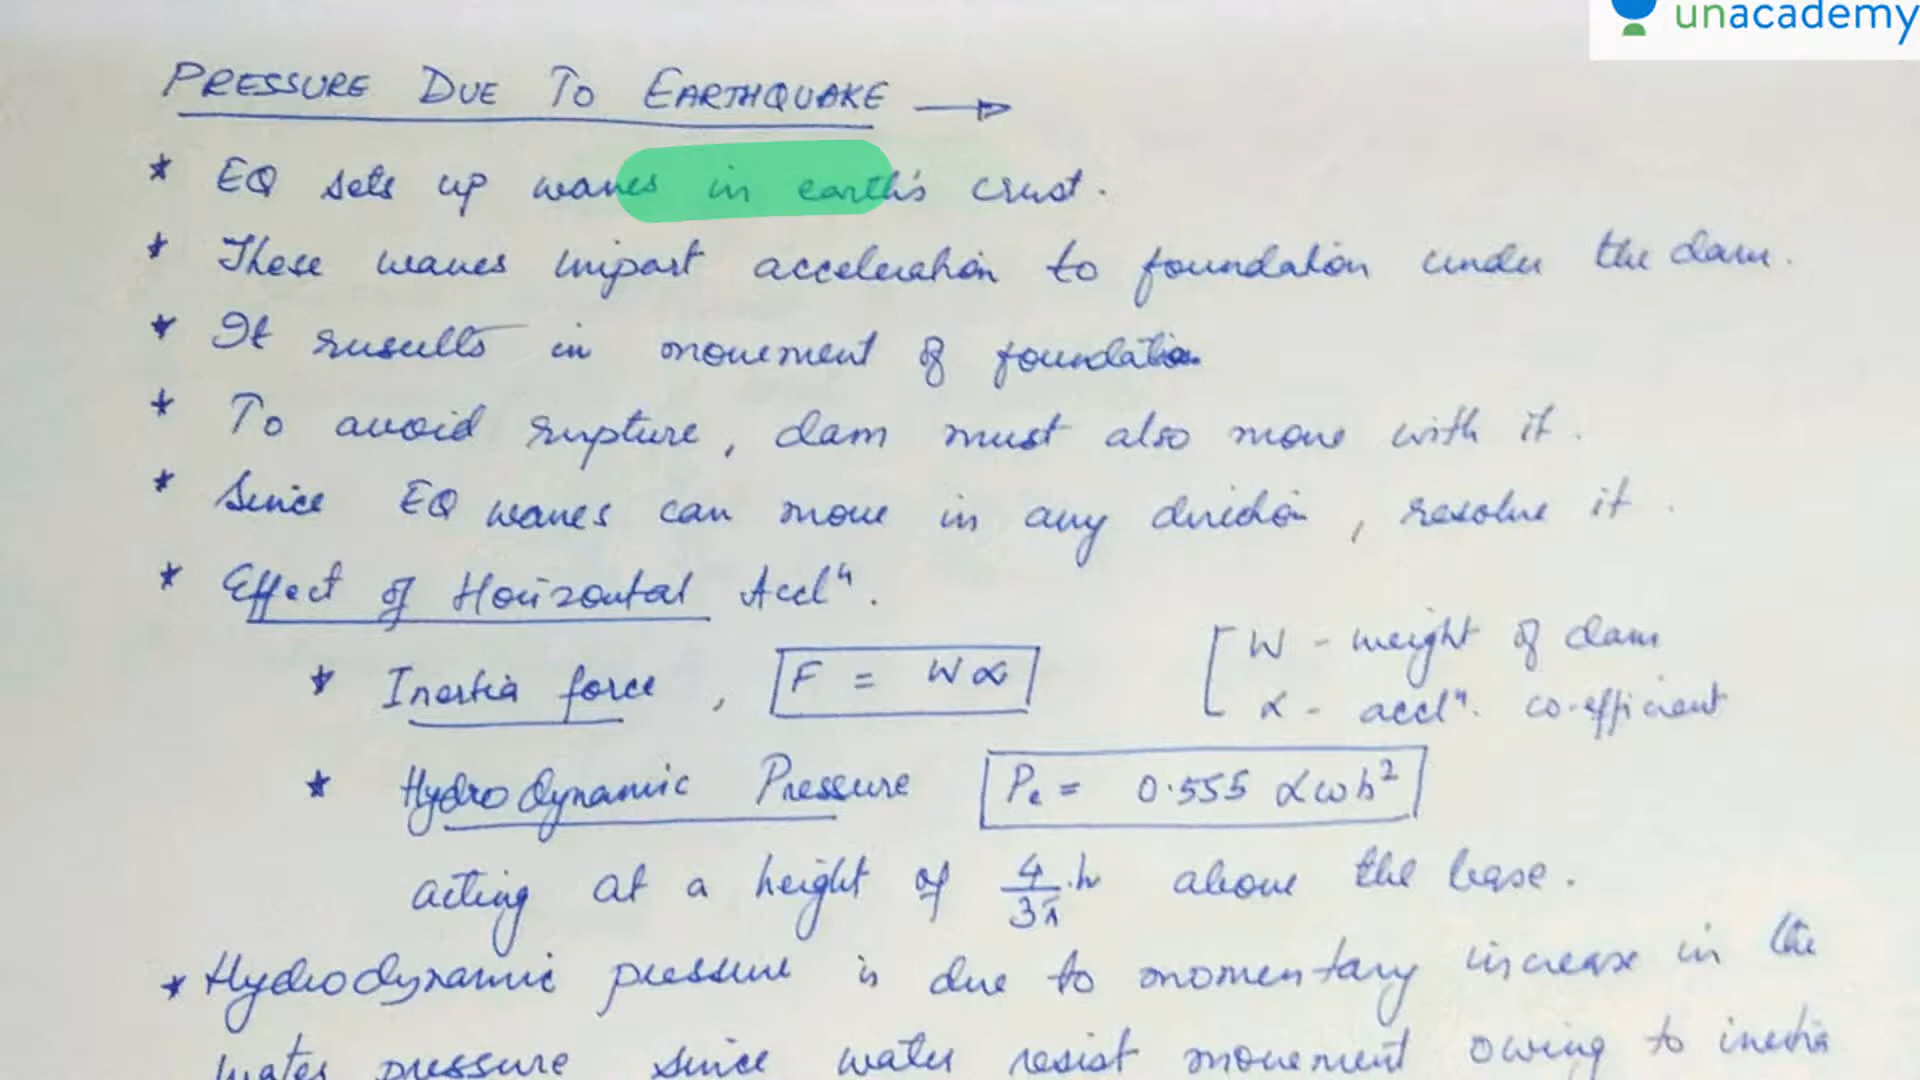 unacademy
PRESSURE DUE TO EARTHQUAKE →
* EQ sets up waves in earth's crust.
* These waves impart acceleration to foundation under the dam.
* It results in movement of foundation
* To avoid rupture, dam must also move with it.
* Since EQ waves can move in any direction, resolve it.
* Effect of Horizontal Acclⁿ.
* Inertia force, F = Wα [W - weight of dam
α - acclⁿ. co-efficient
* Hydrodynamic Pressure Pe = 0.555 αωh²
acting at a height of 4/3π .h above the base.
* Hydrodynamic pressure is due to momentary increase in the
water pressure since water resist movement owing to inertia